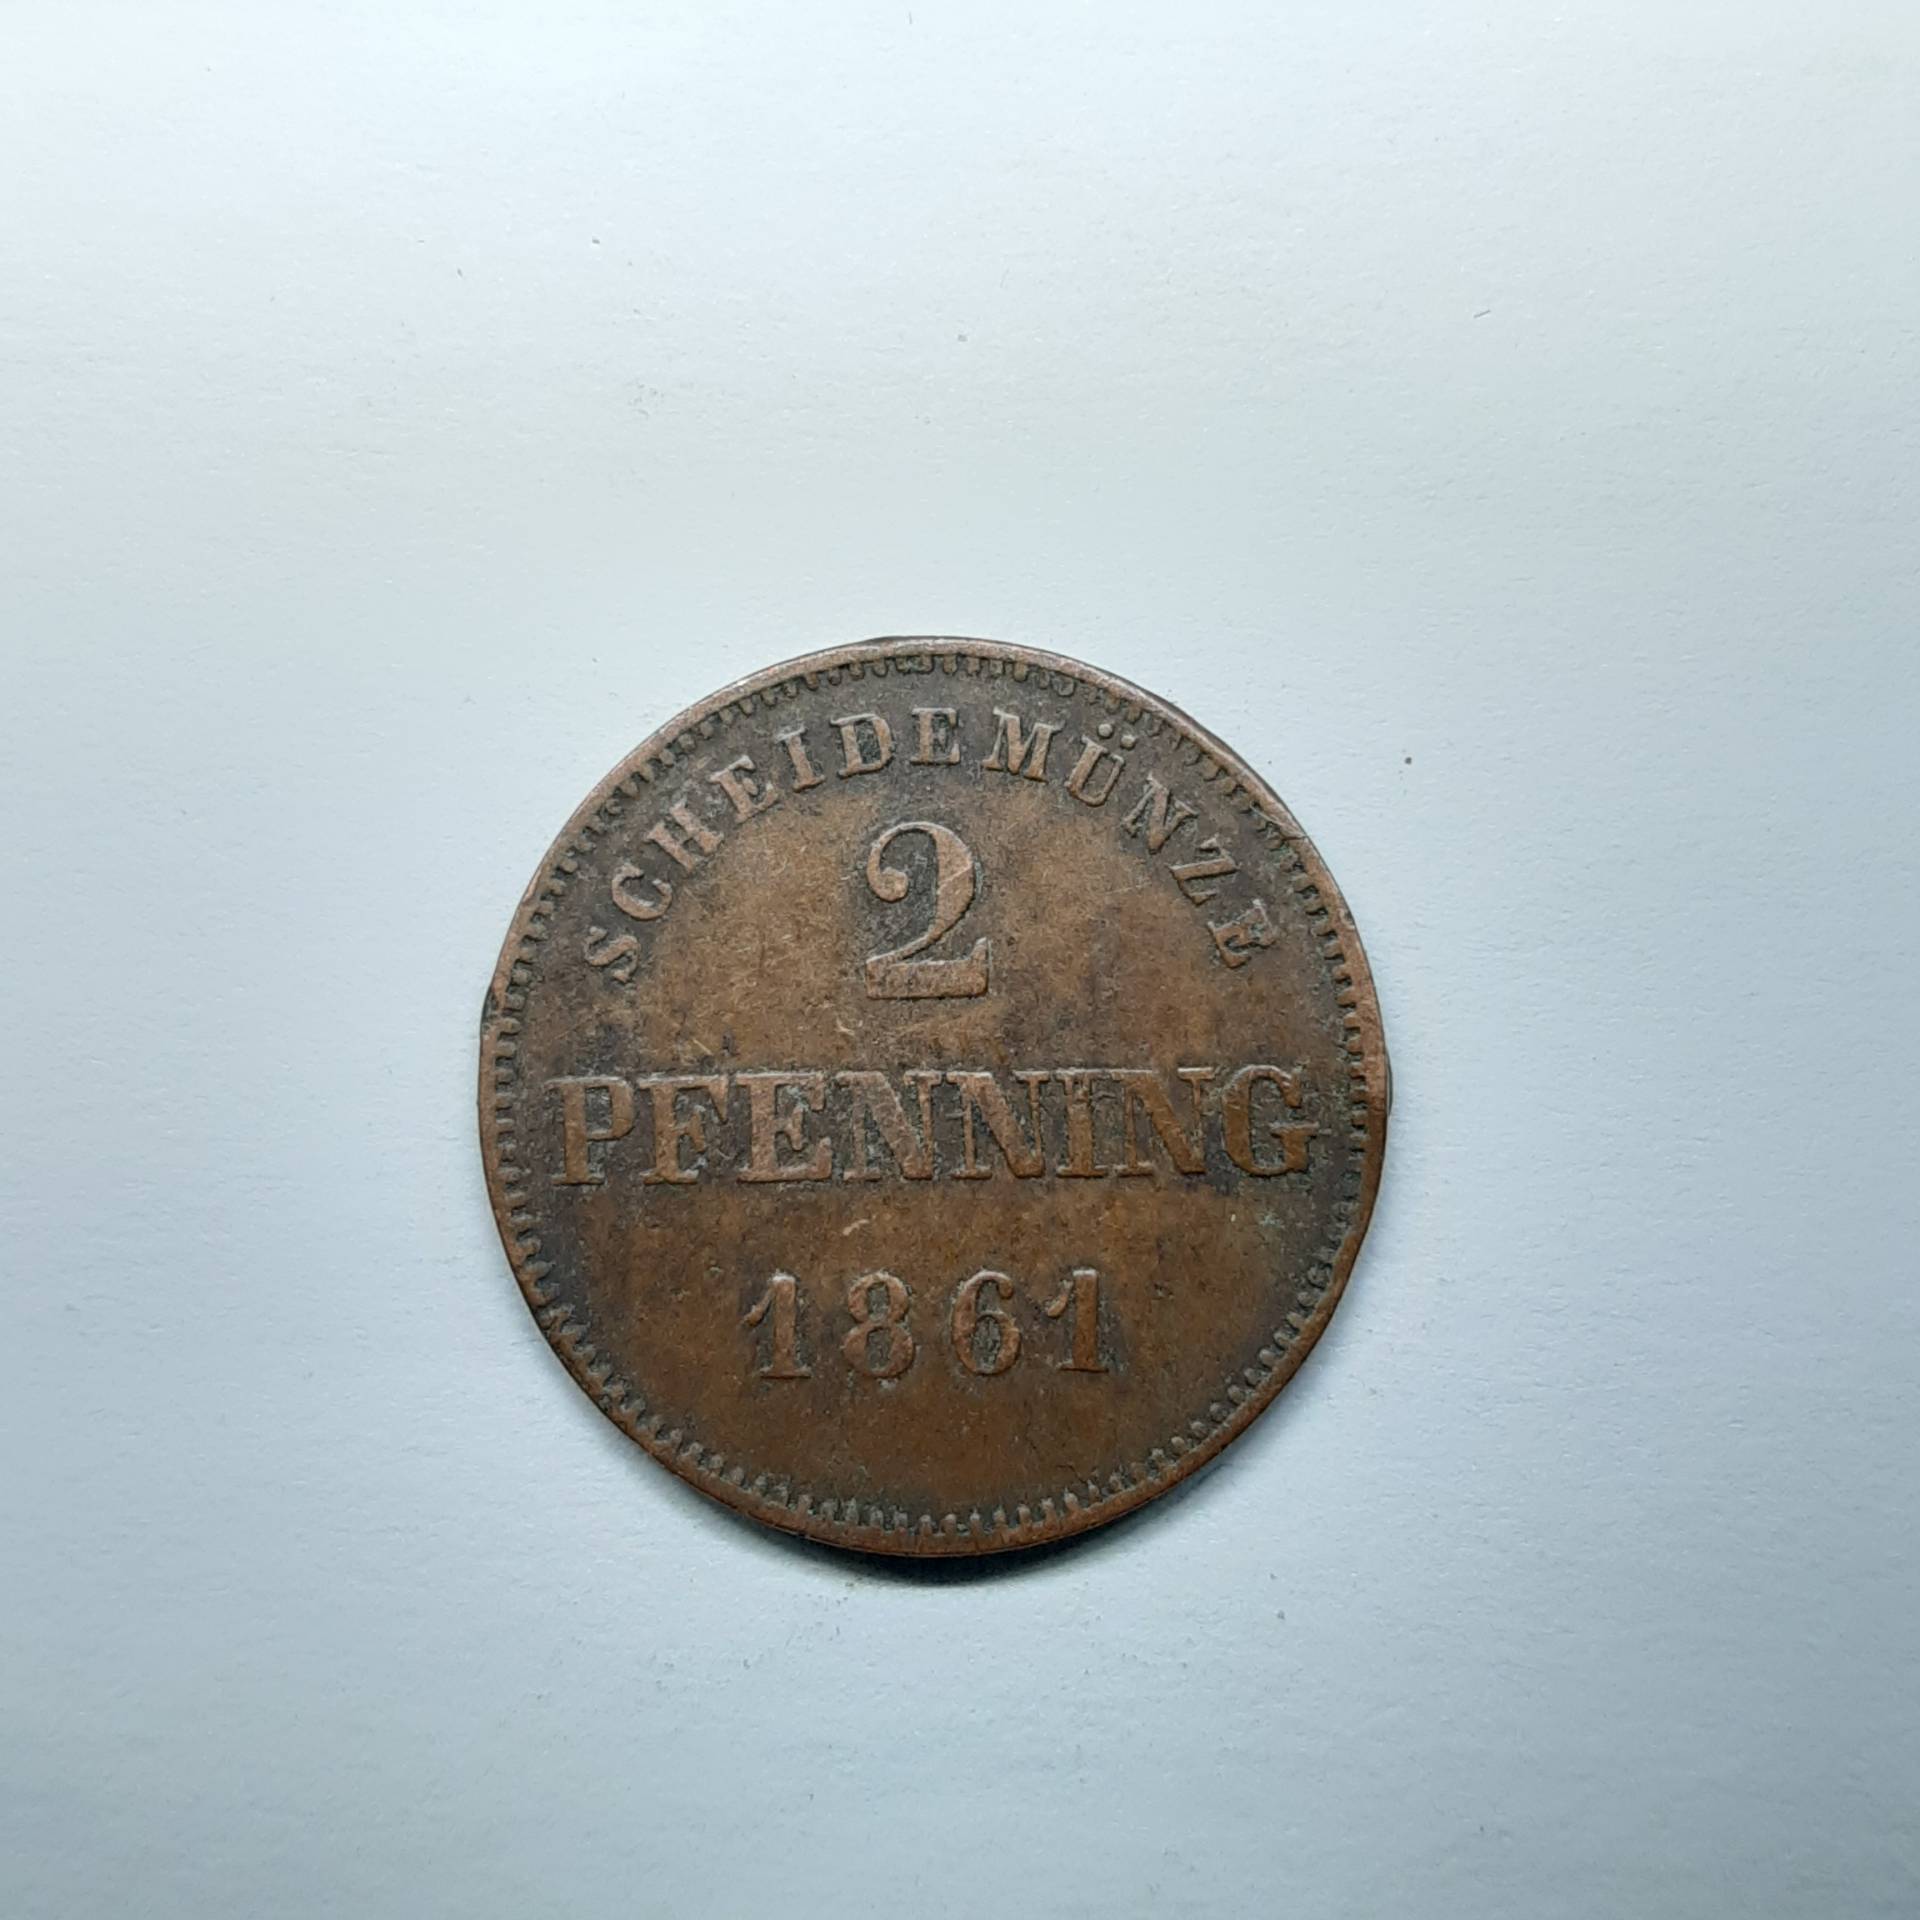 SCHEIDEMÜNZE
2
PFENNING
1861